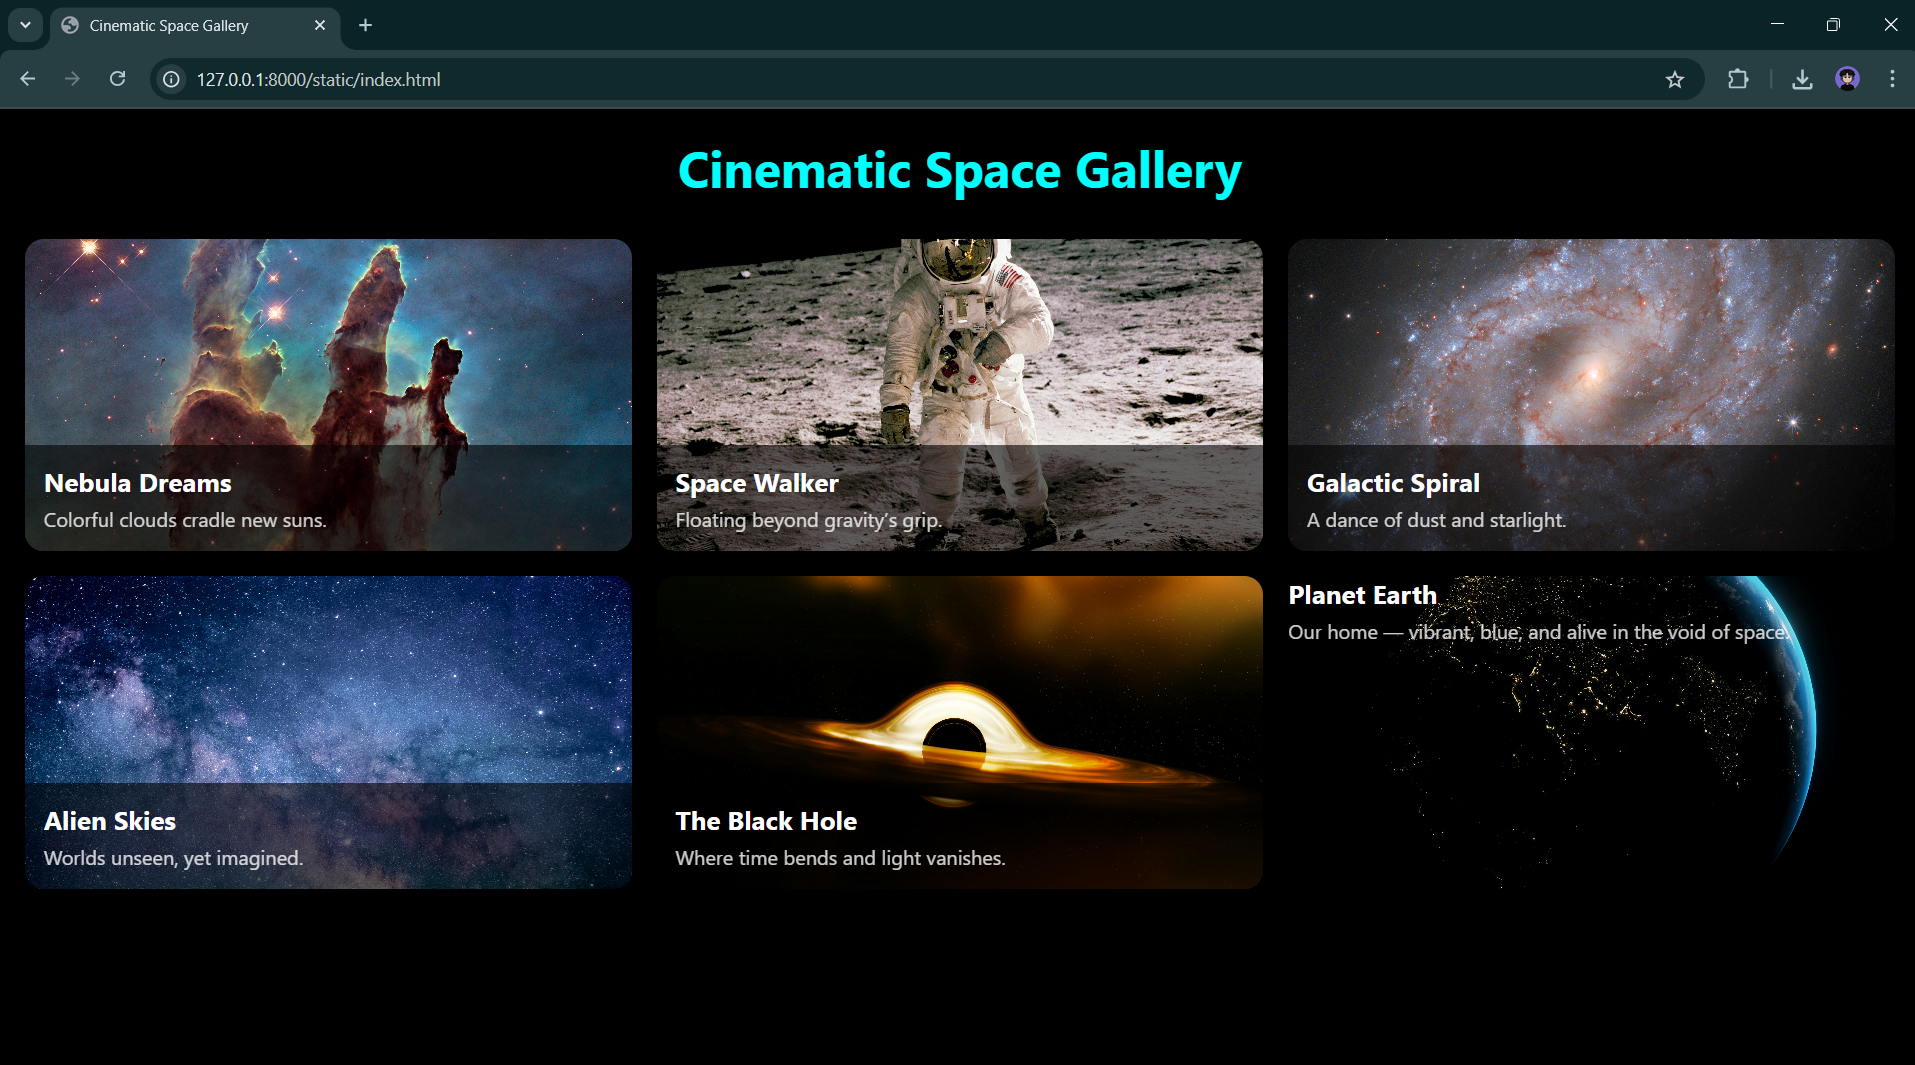 Cinematic Space Gallery
127.0.0.1:8000/static/index.html
Cinematic Space Gallery
Nebula Dreams
Colorful clouds cradle new suns.
Space Walker
Floating beyond gravity’s grip.
Galactic Spiral
A dance of dust and starlight.
Alien Skies
Worlds unseen, yet imagined.
The Black Hole
Where time bends and light vanishes.
Planet Earth
Our home — vibrant, blue, and alive in the void of space.